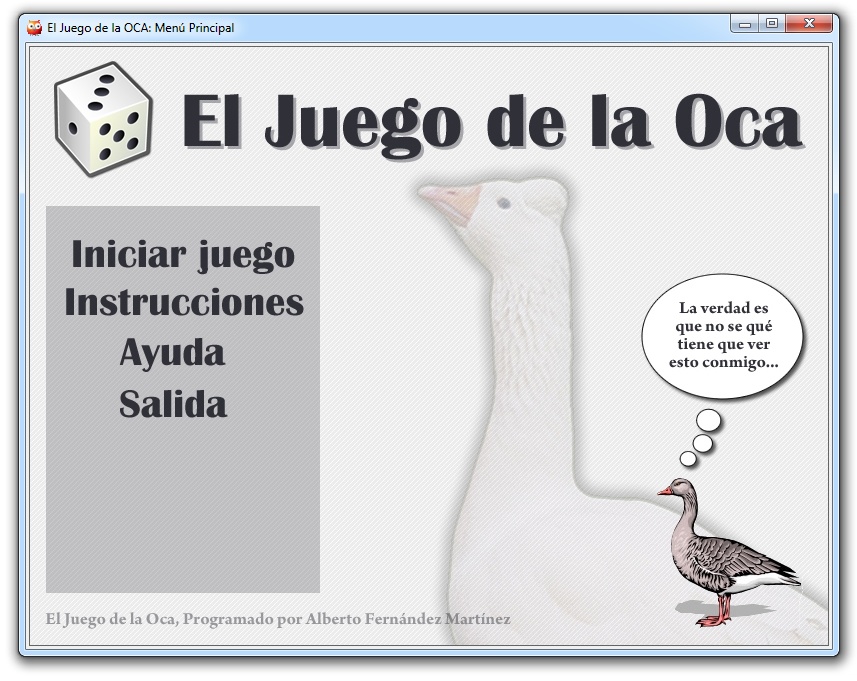 El Juego de la OCA: Menú Principal
El Juego de la Oca
Iniciar juego
Instrucciones
Ayuda
Salida
La verdad es
que no se qué
tiene que ver
esto conmigo...
El Juego de la Oca, Programado por Alberto Fernández Martínez